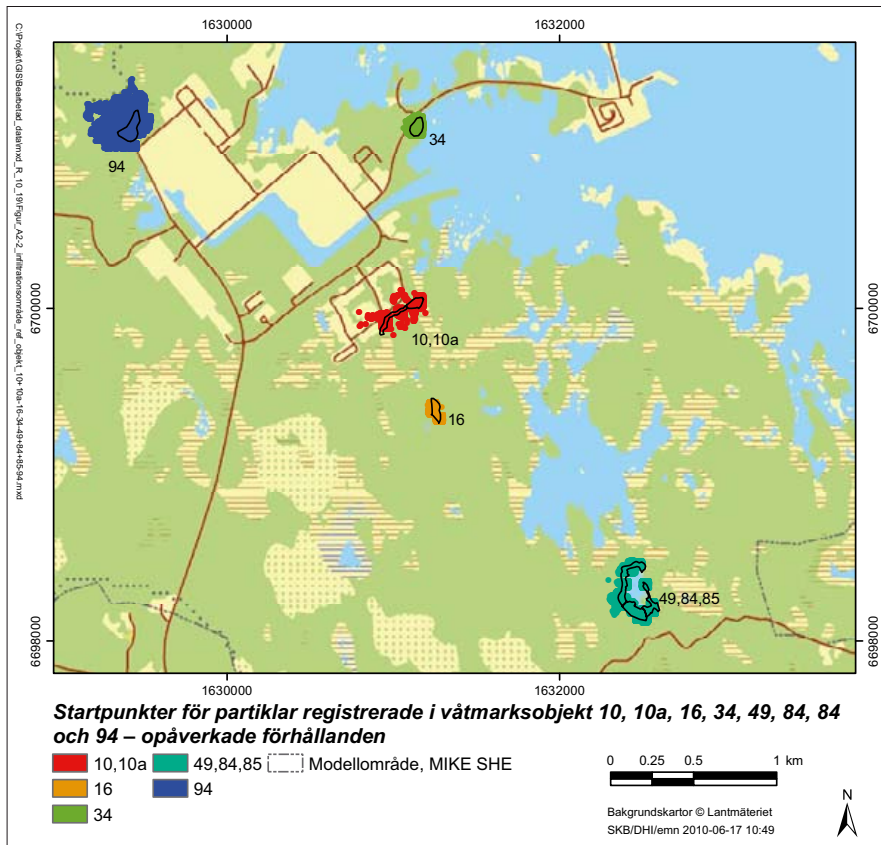 1630000
1632000
C:\Projekt\GIS\Bearbetad_data\mxd_R_10_19\Figur_A2-2_infiltrationsområde_ref_objekt_10+10a-16-34-49+84+85-94.mxd
94
34
6700000
6700000
10,10a
16
49,84,85
6698000
6698000
1630000
1632000
Startpunkter för partiklar registrerade i våtmarksobjekt 10, 10a, 16, 34, 49, 84, 84
och 94 – opåverkade förhållanden
10,10a
49,84,85
Modellområde, MIKE SHE
16
94
34
0 0.25 0.5 1 km
Bakgrundskartor © Lantmäteriet
SKB/DHI/emn 2010-06-17 10:49
N